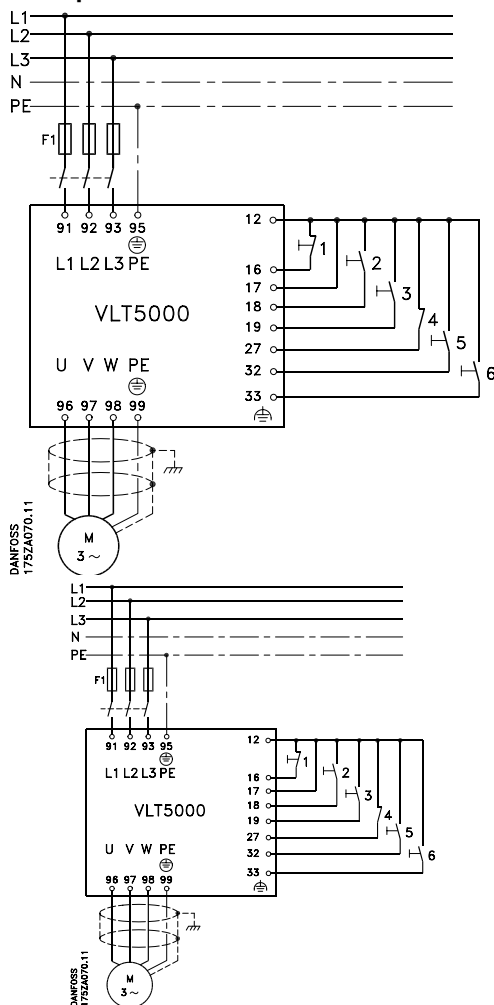 L1
L2
L3
N
PE
F1
91 92 93 95
L1 L2 L3 PE
VLT5000
U V W PE
96 97 98 99
12
16
17
18
19
27
32
33
1
2
3
4
5
6
M
3~
DANFOSS
175ZA070.11
L1
L2
L3
N
PE
F1
91 92 93 95
L1 L2 L3 PE
VLT5000
U V W PE
96 97 98 99
12
16
17
18
19
27
32
33
1
2
3
4
5
6
M
3~
DANFOSS
175ZA070.11